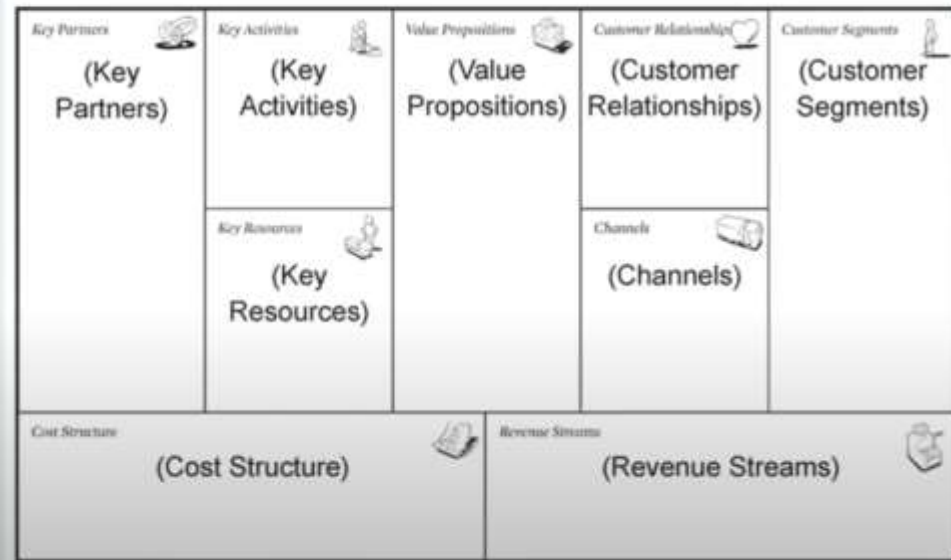 Key Partners
(Key
Partners)
Key Activities
(Key
Activities)
Value Propositions
(Value
Propositions)
Customer Relationships
(Customer
Relationships)
Customer Segments
(Customer
Segments)
Key Resources
(Key
Resources)
Channels
(Channels)
Cost Structure
(Cost Structure)
Revenue Streams
(Revenue Streams)